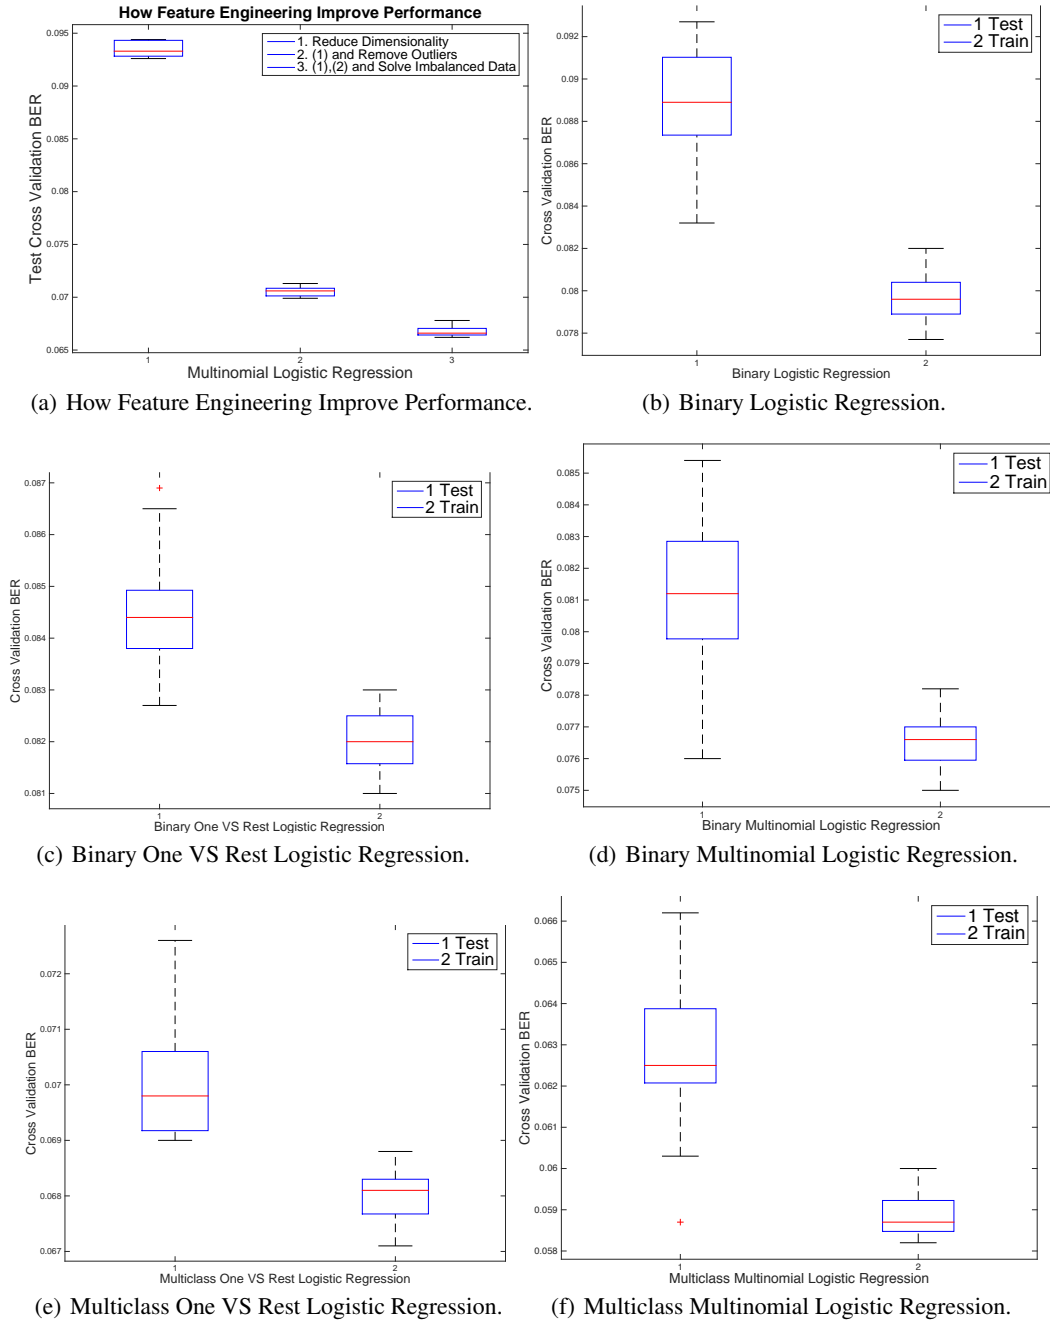 How Feature Engineering Improve Performance
0.095
0.09
0.085
0.08
0.075
0.07
0.065
Test Cross Validation BER
1. Reduce Dimensionality
2. (1) and Remove Outliers
3. (1),(2) and Solve Imbalanced Data
1 2 3
Multinomial Logistic Regression
(a) How Feature Engineering Improve Performance.
0.092
0.09
0.088
0.086
0.084
0.082
0.08
0.078
Cross Validation BER
1 Test
2 Train
1 2
Binary Logistic Regression
(b) Binary Logistic Regression.
0.087
0.086
0.085
0.084
0.083
0.082
0.081
Cross Validation BER
1 Test
2 Train
1 2
Binary One VS Rest Logistic Regression
(c) Binary One VS Rest Logistic Regression.
0.085
0.084
0.083
0.082
0.081
0.08
0.079
0.078
0.077
0.076
0.075
Cross Validation BER
1 Test
2 Train
1 2
Binary Multinomial Logistic Regression
(d) Binary Multinomial Logistic Regression.
0.072
0.071
0.07
0.069
0.068
0.067
Cross Validation BER
1 Test
2 Train
1 2
Multiclass One VS Rest Logistic Regression
(e) Multiclass One VS Rest Logistic Regression.
0.066
0.065
0.064
0.063
0.062
0.061
0.06
0.059
0.058
Cross Validation BER
1 Test
2 Train
1 2
Multiclass Multinomial Logistic Regression
(f) Multiclass Multinomial Logistic Regression.